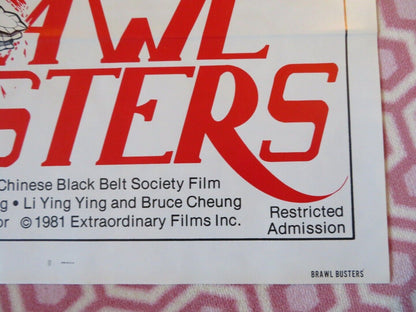 AWL
STERS
Chinese Black Belt Society Film
g • Li Ying Ying and Bruce Cheung
or © 1981 Extraordinary Films Inc.
Restricted
Admission
BRAWL BUSTERS